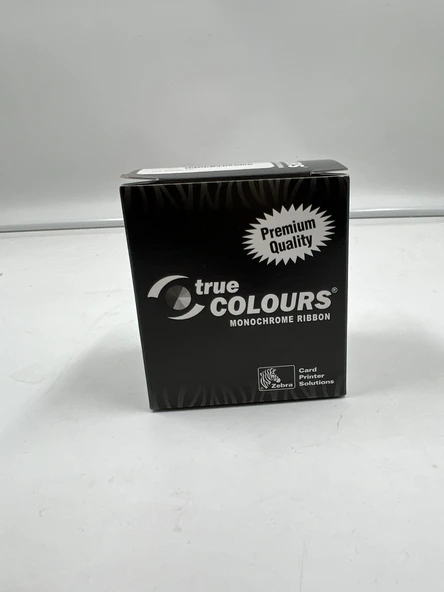 Premium
Quality
true
COLOURS®
MONOCHROME RIBBON
Zebra
Card
Printer
Solutions